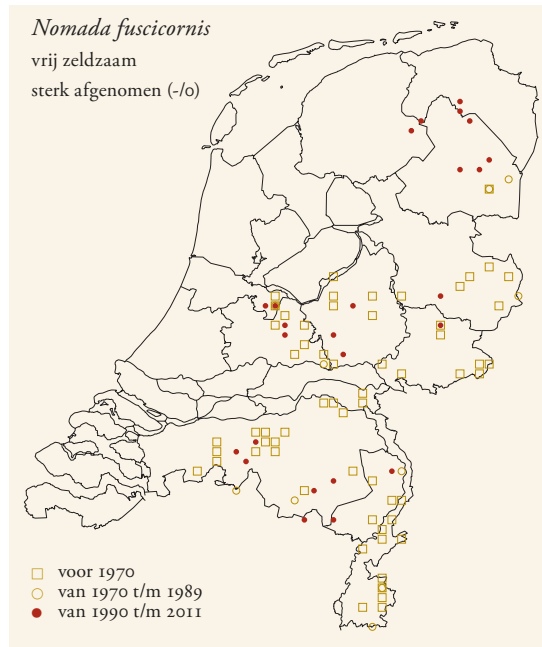 Nomada fuscicornis
vrij zeldzaam
sterk afgenomen (-/0)
voor 1970
van 1970 t/m 1989
van 1990 t/m 2011